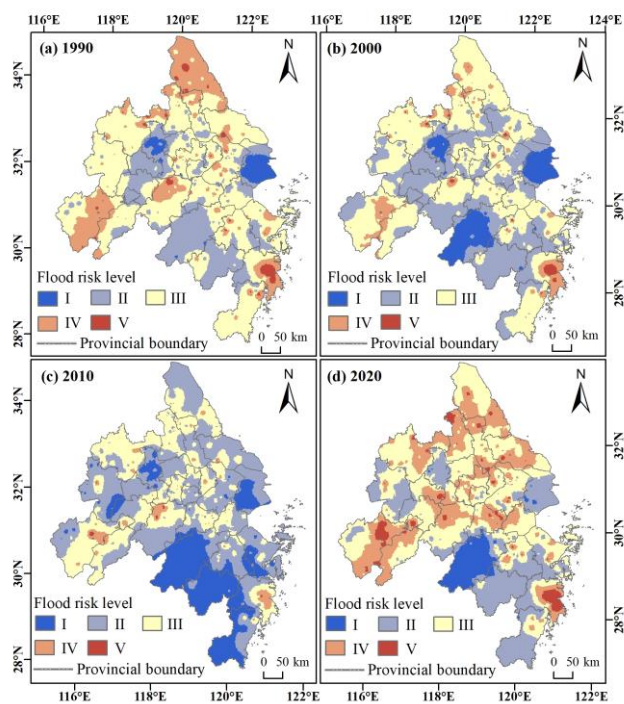 116°E 118°E 120°E 122°E 116°E 118°E 120°E 122°E 124°E
(a) 1990
N
34°N
32°N
30°N
28°N
Flood risk level
I II III
IV V
Provincial boundary
0 50 km
(b) 2000
N
32°N
30°N
28°N
Flood risk level
I II III
IV V
Provincial boundary
0 50 km
(c) 2010
N
34°N
32°N
30°N
28°N
Flood risk level
I II III
IV V
Provincial boundary
0 50 km
(d) 2020
N
32°N
30°N
28°N
Flood risk level
I II III
IV V
Provincial boundary
0 50 km
116°E 118°E 120°E 122°E 116°E 118°E 120°E 122°E